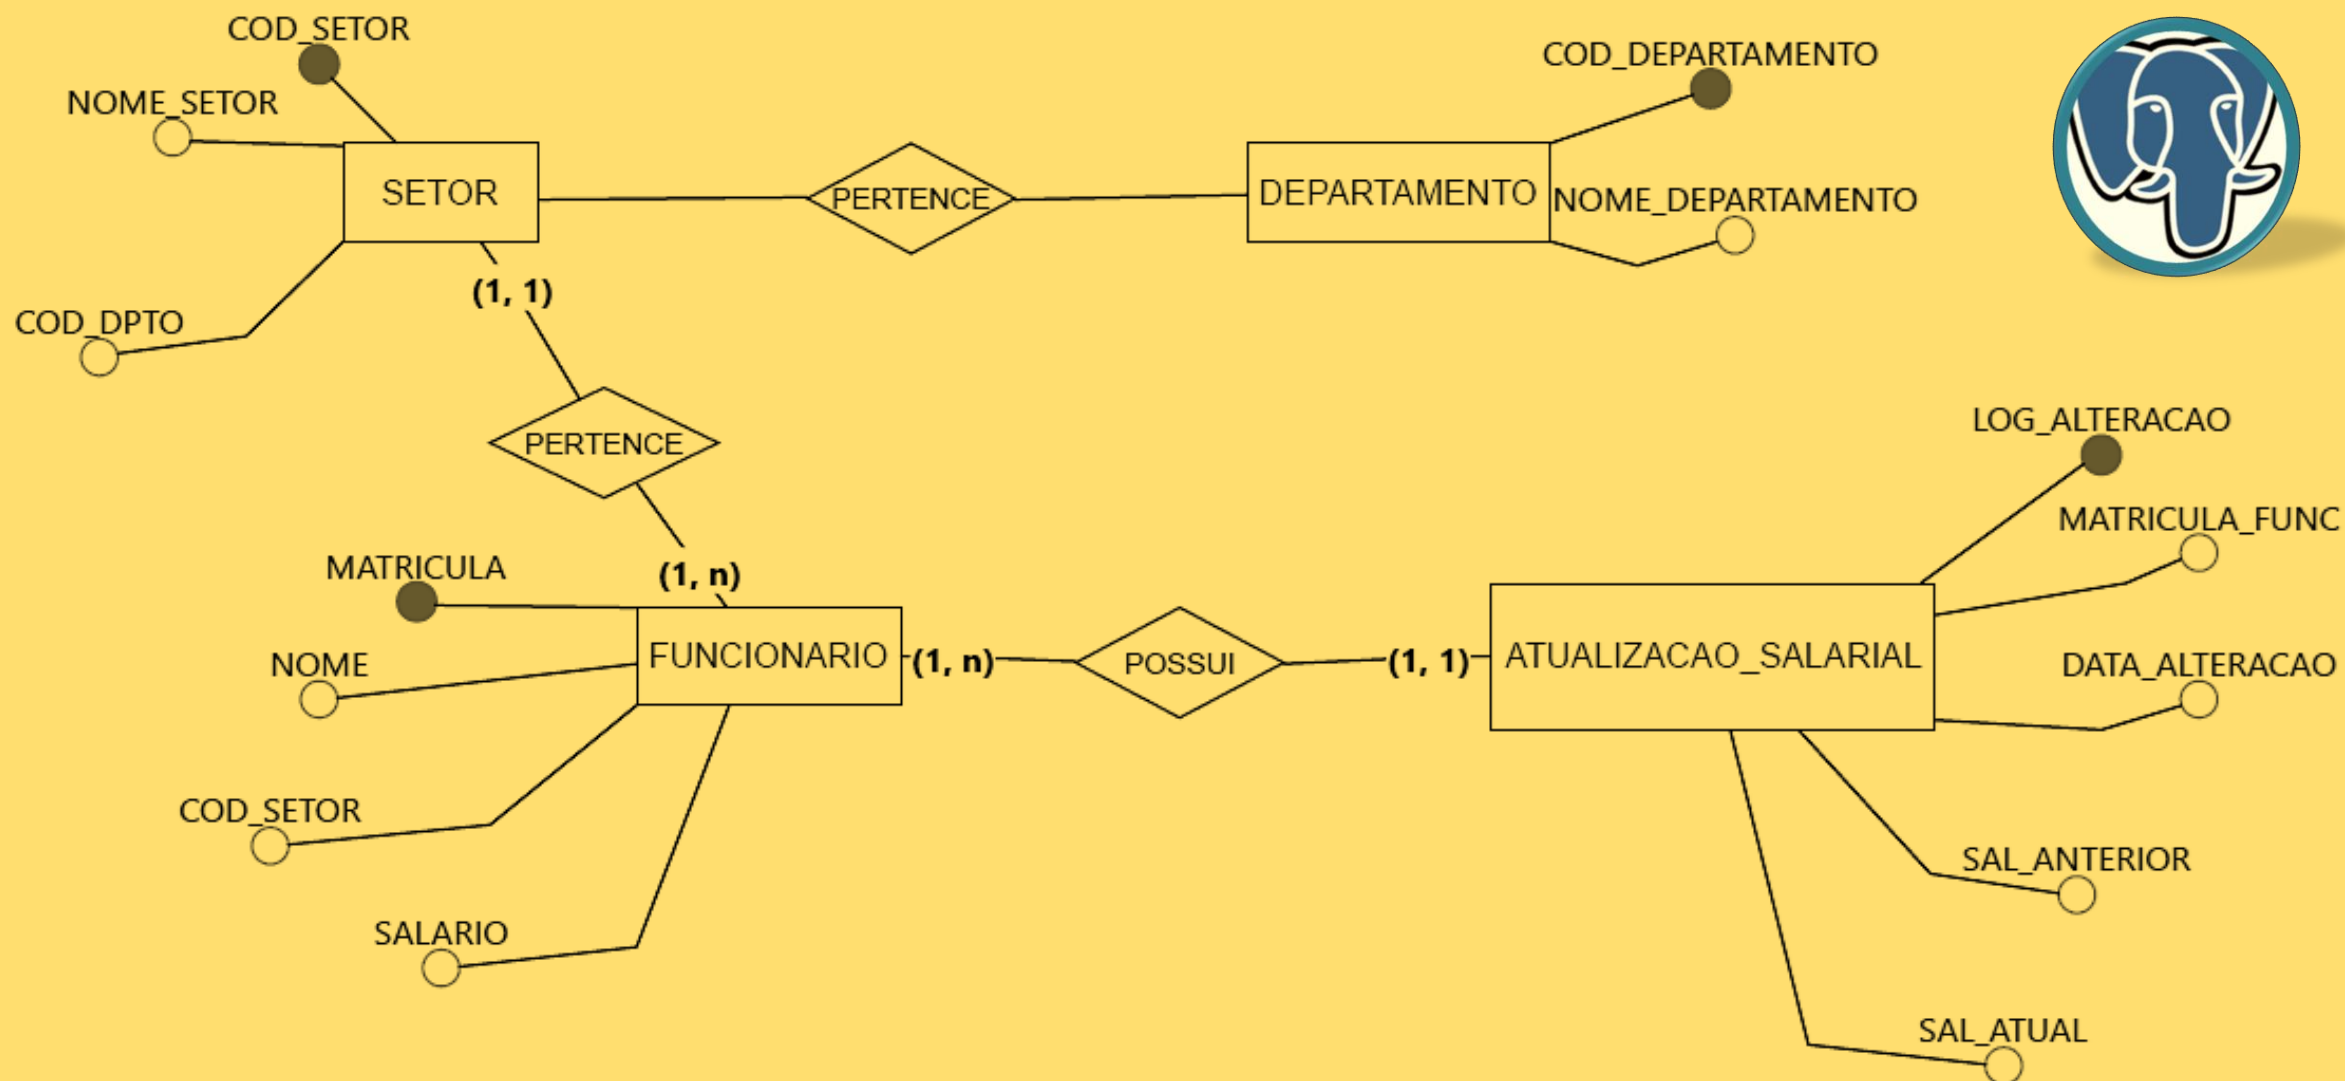 COD_SETOR
COD_DEPARTAMENTO
NOME_SETOR
SETOR
PERTENCE
DEPARTAMENTO
NOME_DEPARTAMENTO
(1, 1)
COD_DPTO
PERTENCE
LOG_ALTERACAO
MATRICULA_FUNC
MATRICULA
(1, n)
NOME
FUNCIONARIO
(1, n)
POSSUI
(1, 1)
ATUALIZACAO_SALARIAL
DATA_ALTERACAO
COD_SETOR
SAL_ANTERIOR
SALARIO
SAL_ATUAL